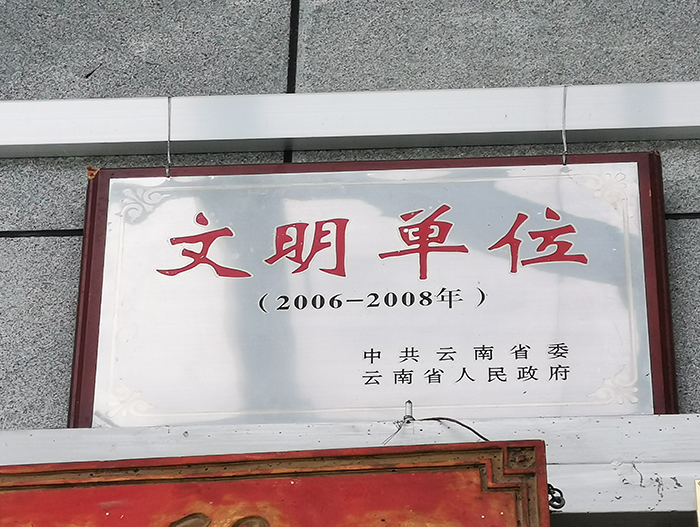 文明单位
（2006-2008年）
中共云南省委
云南省人民政府